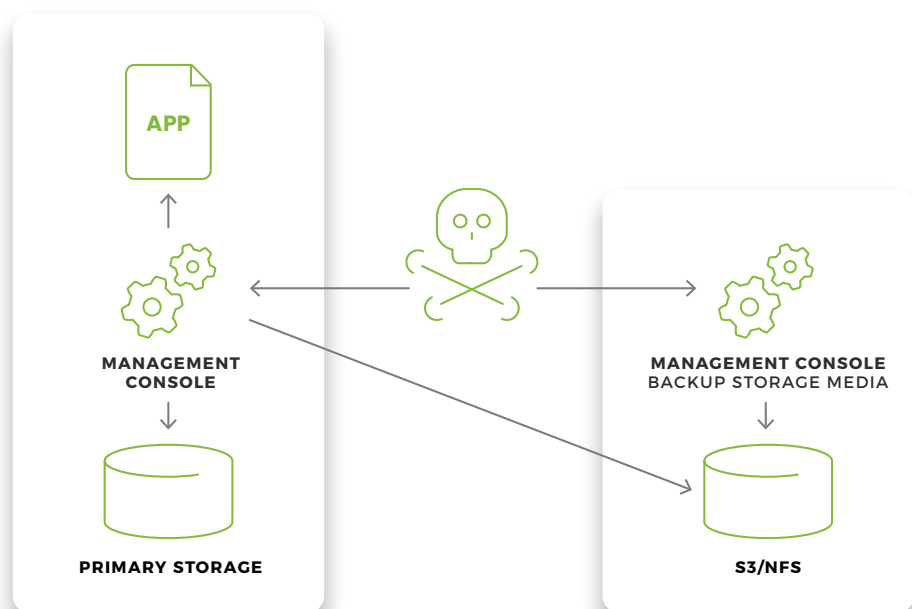 APP
MANAGEMENT
CONSOLE
PRIMARY STORAGE
MANAGEMENT CONSOLE
BACKUP STORAGE MEDIA
S3/NFS